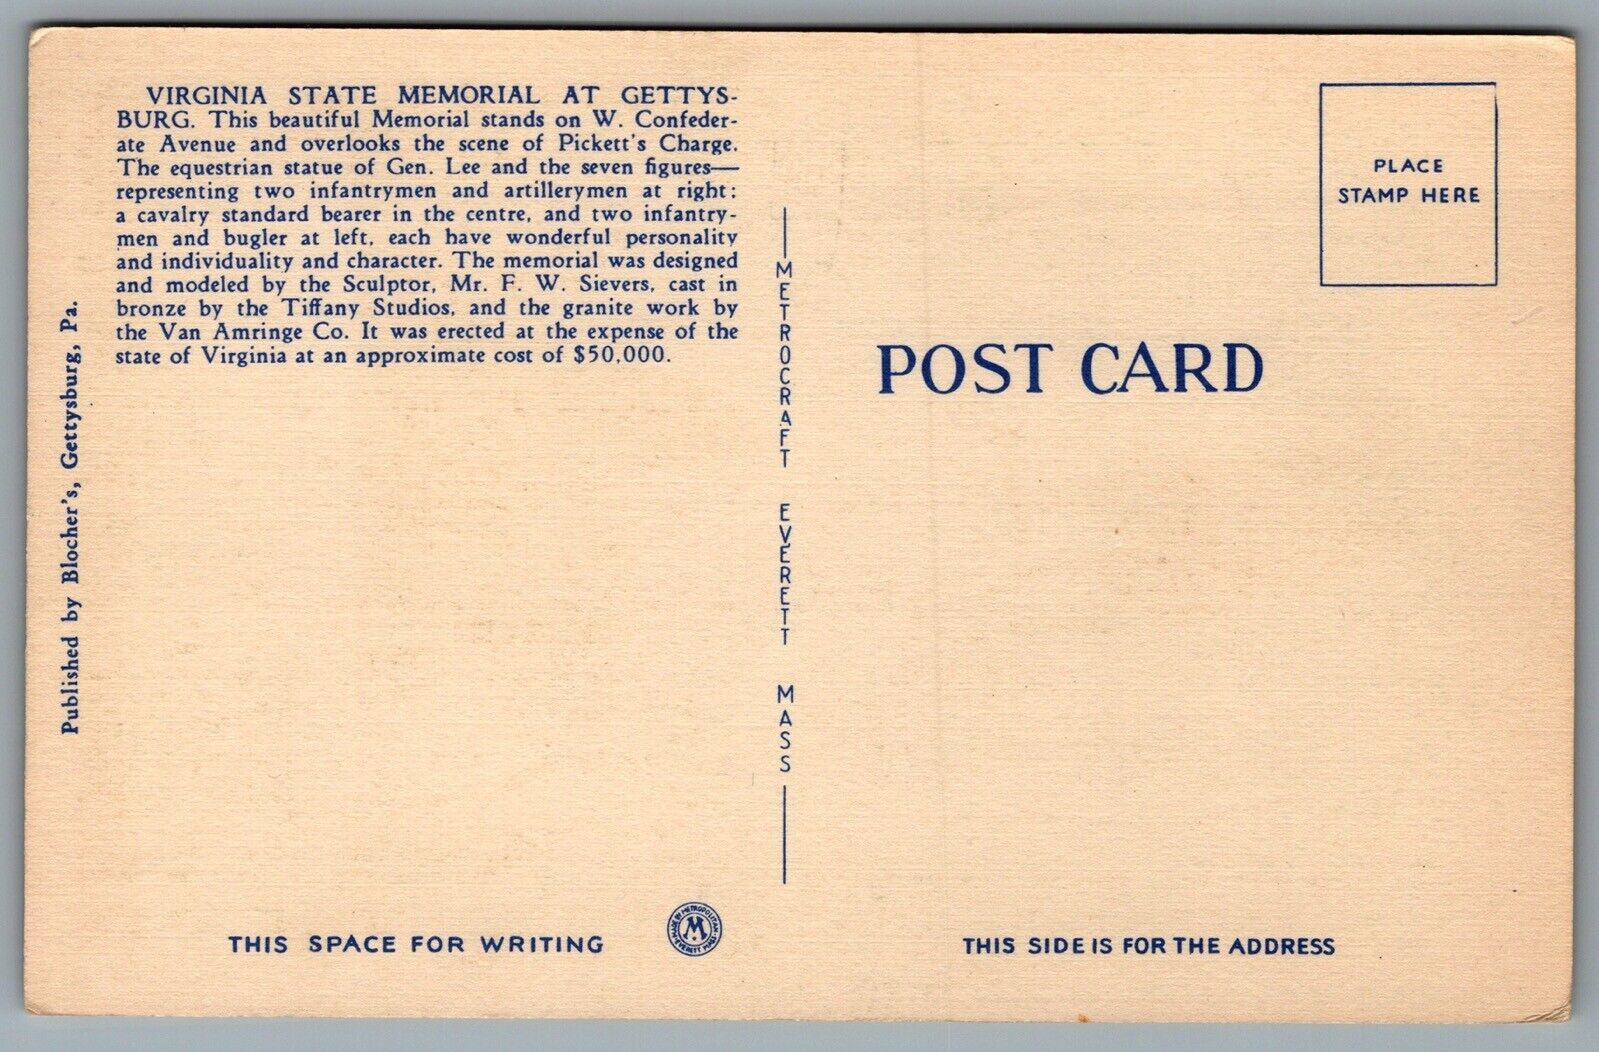 VIRGINIA STATE MEMORIAL AT GETTYS-
BURG. This beautiful Memorial stands on W. Confeder-
ate Avenue and overlooks the scene of Pickett's Charge.
The equestrian statue of Gen. Lee and the seven figures—
representing two infantrymen and artillerymen at right;
a cavalry standard bearer in the centre, and two infantry-
men and bugler at left, each have wonderful personality
and individuality and character. The memorial was designed
and modeled by the Sculptor, Mr. F. W. Sievers, cast in
bronze by the Tiffany Studios, and the granite work by
the Van Amringe Co. It was erected at the expense of the
state of Virginia at an approximate cost of $50,000.
Published by Blocher's, Gettysburg, Pa.
METROCRAFT EVERETT MASS
PLACE
STAMP HERE
POST CARD
THIS SPACE FOR WRITING
MADE BY METROPOLITAN
M
EVERETT MASS.
THIS SIDE IS FOR THE ADDRESS